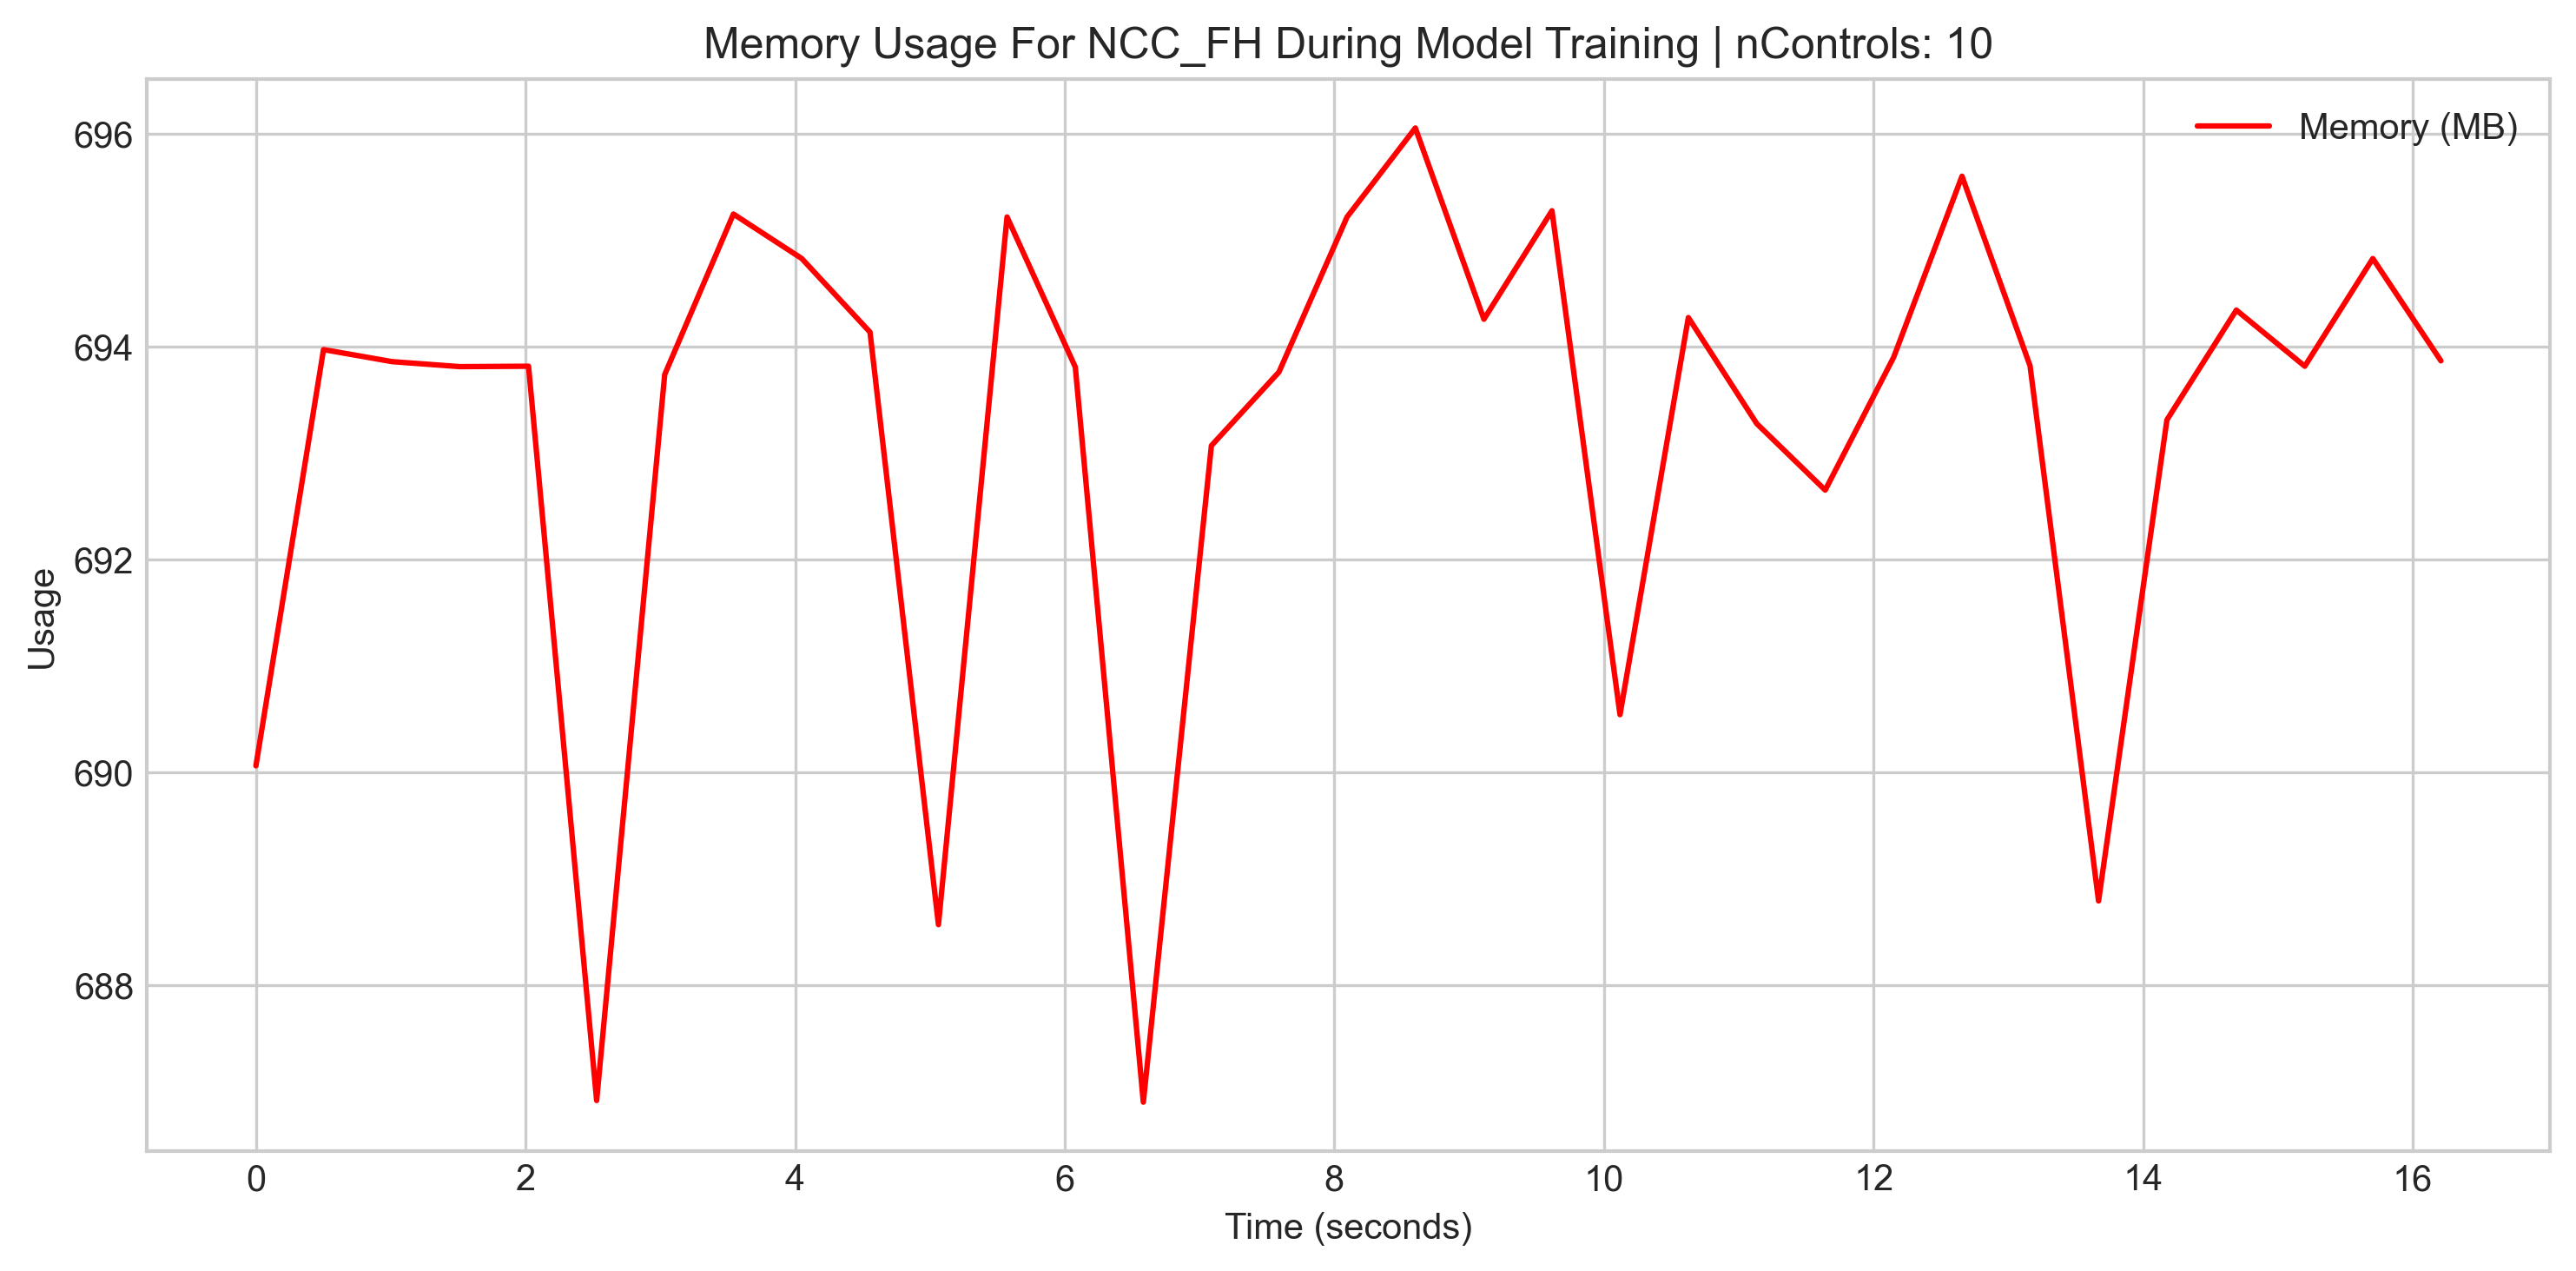 Memory Usage For NCC_FH During Model Training | nControls: 10
Memory (MB)
696
694
692
690
688
Usage
0 2 4 6 8 10 12 14 16
Time (seconds)